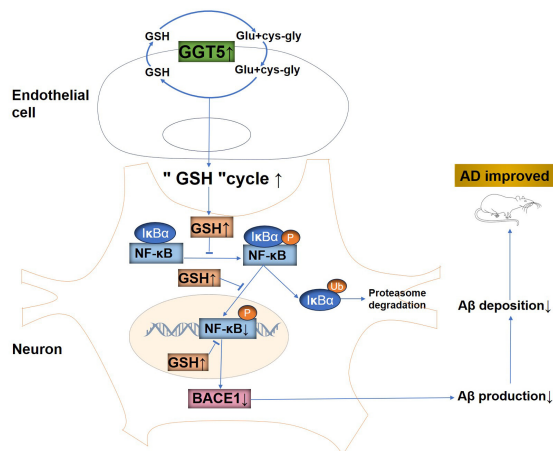 GSH
Glu+cys-gly
GGT5↑
GSH
Glu+cys-gly
Endothelial
cell
" GSH "cycle ↑
AD improved
GSH↑
IκBα
NF-κB
IκBα
P
NF-κB
GSH↑
IκBα
Ub
Proteasome
degradation
Aβ deposition↓
P
NF-κB↓
Neuron
GSH↑
BACE1↓
Aβ production↓